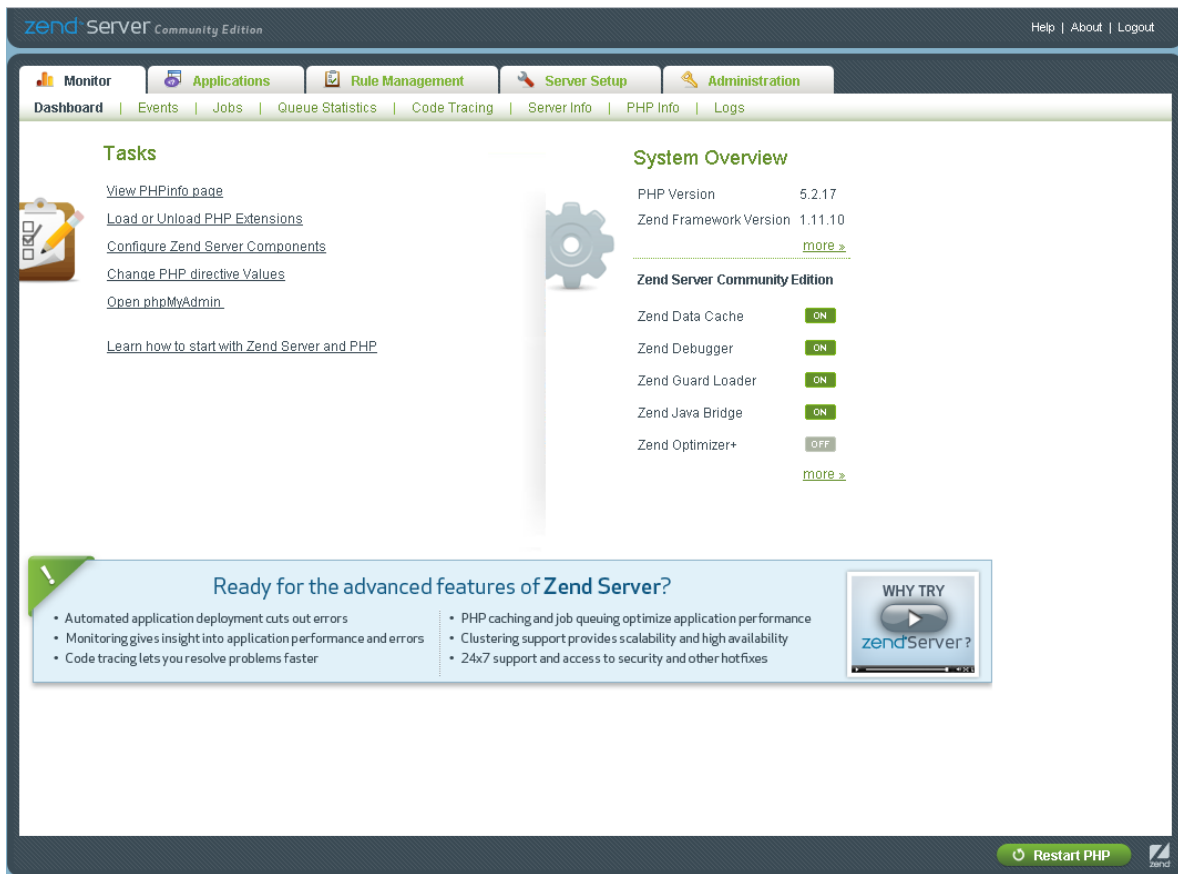 zend Server Community Edition
Help | About | Logout
Monitor Applications Rule Management Server Setup Administration
Dashboard | Events | Jobs | Queue Statistics | Code Tracing | Server Info | PHP Info | Logs
Tasks
View PHPinfo page
Load or Unload PHP Extensions
Configure Zend Server Components
Change PHP directive Values
Open phpMyAdmin
Learn how to start with Zend Server and PHP
System Overview
PHP Version 5.2.17
Zend Framework Version 1.11.10
more »
Zend Server Community Edition
Zend Data Cache ON
Zend Debugger ON
Zend Guard Loader ON
Zend Java Bridge ON
Zend Optimizer+ OFF
more »
Ready for the advanced features of Zend Server?
• Automated application deployment cuts out errors
• Monitoring gives insight into application performance and errors
• Code tracing lets you resolve problems faster
• PHP caching and job queuing optimize application performance
• Clustering support provides scalability and high availability
• 24x7 support and access to security and other hotfixes
WHY TRY
zend Server?
Restart PHP
zend